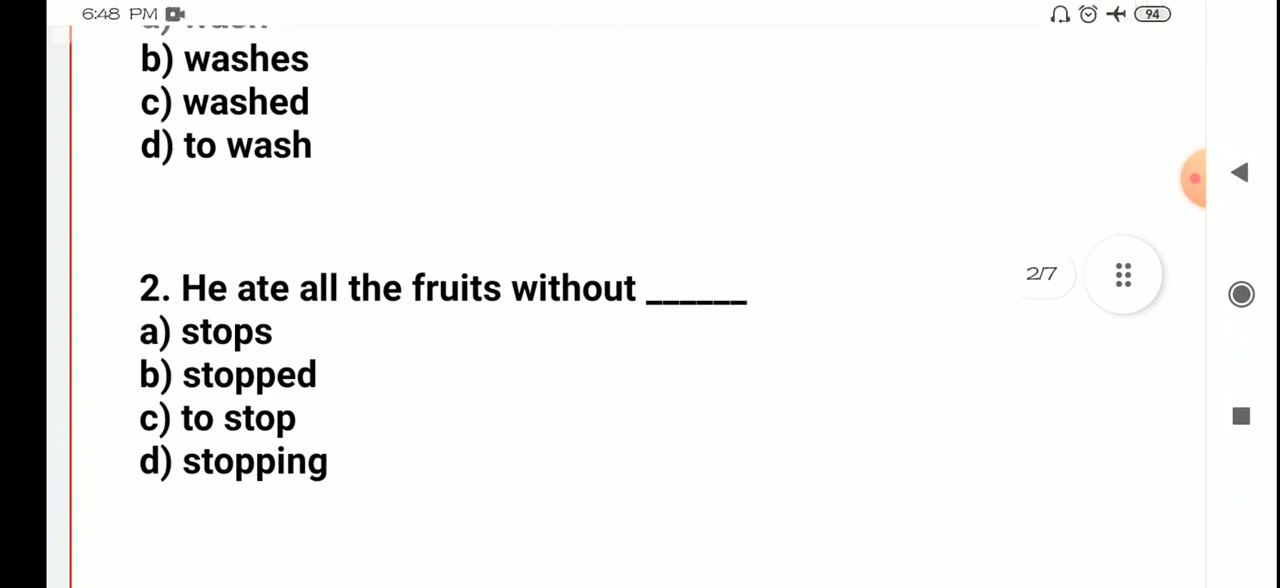 6:48 PM
94
b) washes
c) washed
d) to wash
2. He ate all the fruits without ______
2/7
a) stops
b) stopped
c) to stop
d) stopping